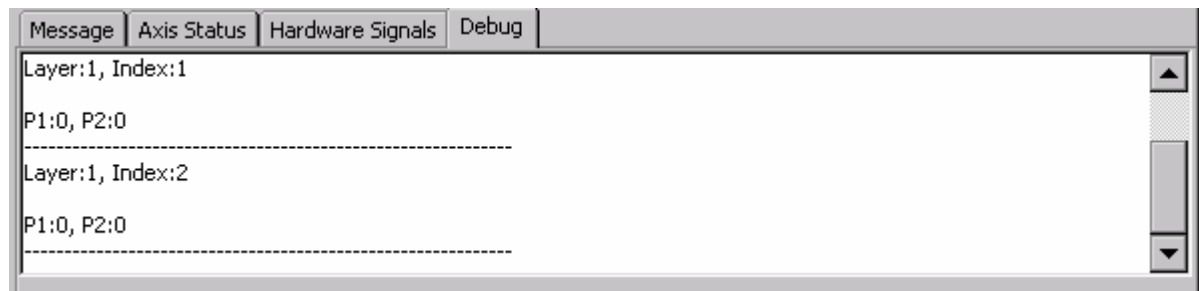 Message Axis Status Hardware Signals Debug
Layer:1, Index:1
P1:0, P2:0
-------------------------------------------------------------
Layer:1, Index:2
P1:0, P2:0
-------------------------------------------------------------